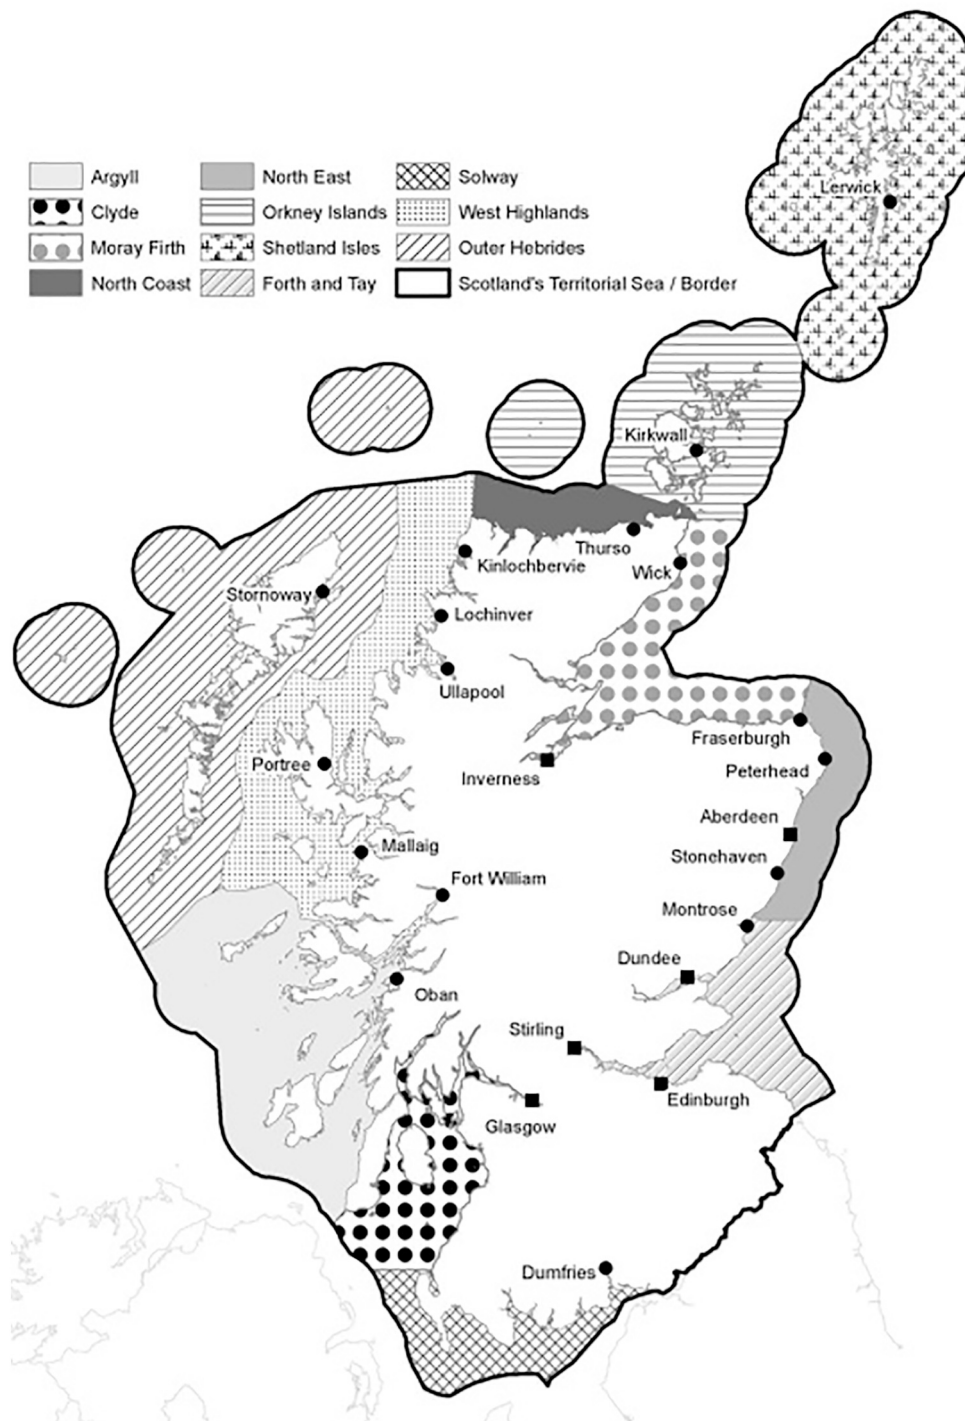 Lerwick
Argyll
North East
Solway
Clyde
Orkney Islands
West Highlands
Moray Firth
Shetland Isles
Outer Hebrides
North Coast
Forth and Tay
Scotland's Territorial Sea / Border
Kirkwall
Thurso
Kinlochbervie
Wick
Stornoway
Lochinver
Ullapool
Fraserburgh
Portree
Inverness
Peterhead
Aberdeen
Mallaig
Stonehaven
Fort William
Montrose
Dundee
Oban
Stirling
Edinburgh
Glasgow
Dumfries